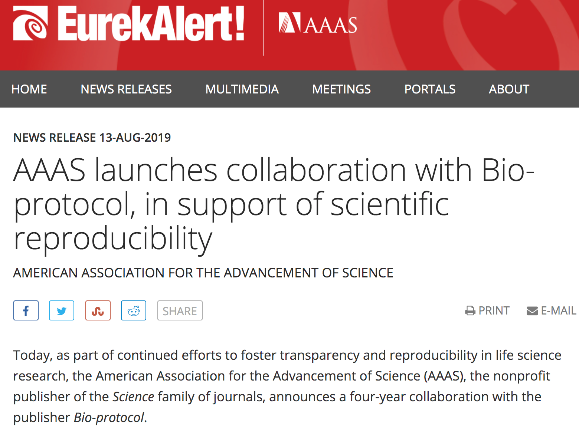 EurekAlert! AAAS
HOME NEWS RELEASES MULTIMEDIA MEETINGS PORTALS ABOUT
NEWS RELEASE 13-AUG-2019
AAAS launches collaboration with Bio-
protocol, in support of scientific
reproducibility
AMERICAN ASSOCIATION FOR THE ADVANCEMENT OF SCIENCE
f SHARE PRINT E-MAIL
Today, as part of continued efforts to foster transparency and reproducibility in life science
research, the American Association for the Advancement of Science (AAAS), the nonprofit
publisher of the Science family of journals, announces a four-year collaboration with the
publisher Bio-protocol.